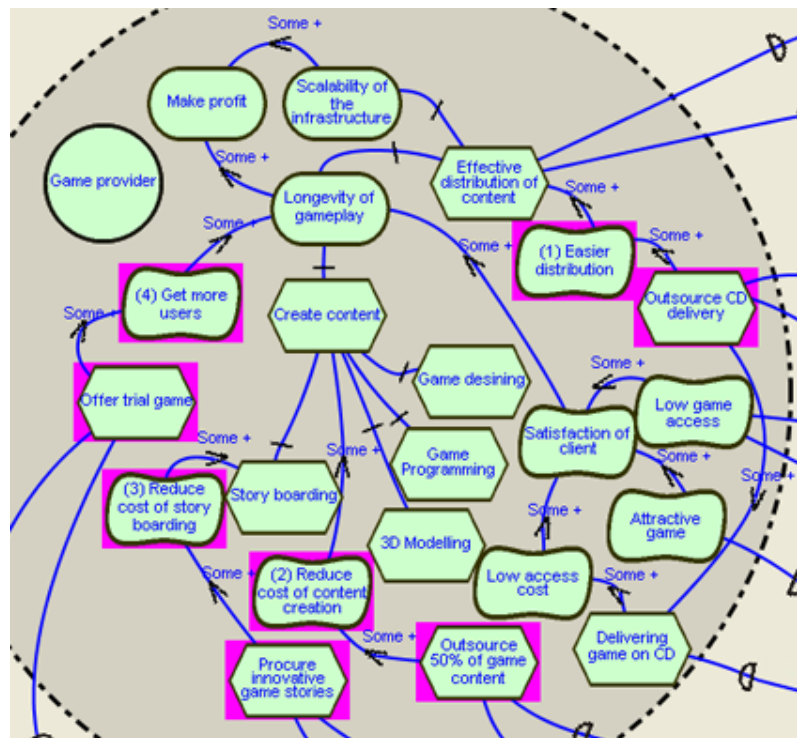 Some +
Make profit
Scalability of
the
infrastructure
Game provider
Some +
Effective
distribution of
content
Longevity of
gameplay
Some +
Some +
(1) Easier
distribution
Some +
Some +
Outsource CD
delivery
(4) Get more
users
Some +
Create content
Game desining
Offer trial game
Some +
Low game
access
Satisfaction of
client
Some +
Some +
Game
Programming
Some +
Some +
(3) Reduce
cost of story
boarding
Story boarding
Attractive
game
Some +
3D Modelling
Some +
(2) Reduce
cost of content
creation
Low access
cost
Some +
Some +
Outsource
50% of game
content
Delivering
game on CD
Procure
innovative
game stories